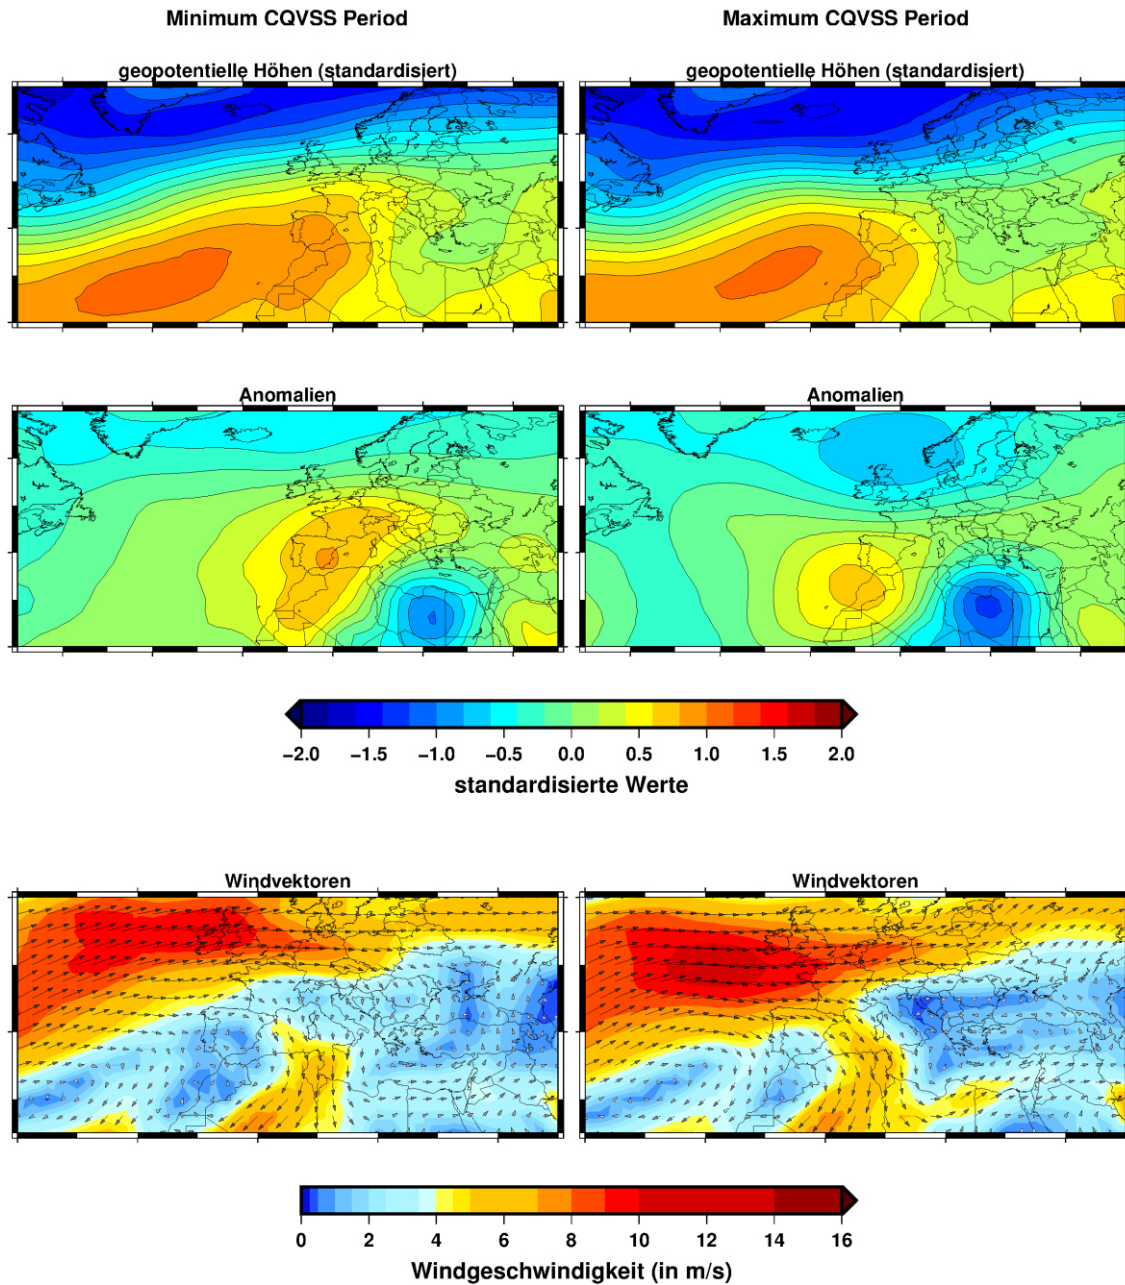 Minimum CQVSS Period
Maximum CQVSS Period
geopotentielle Höhen (standardisiert)
geopotentielle Höhen (standardisiert)
Anomalien
Anomalien
−2.0 −1.5 −1.0 −0.5 0.0 0.5 1.0 1.5 2.0
standardisierte Werte
Windvektoren
Windvektoren
0 2 4 6 8 10 12 14 16
Windgeschwindigkeit (in m/s)